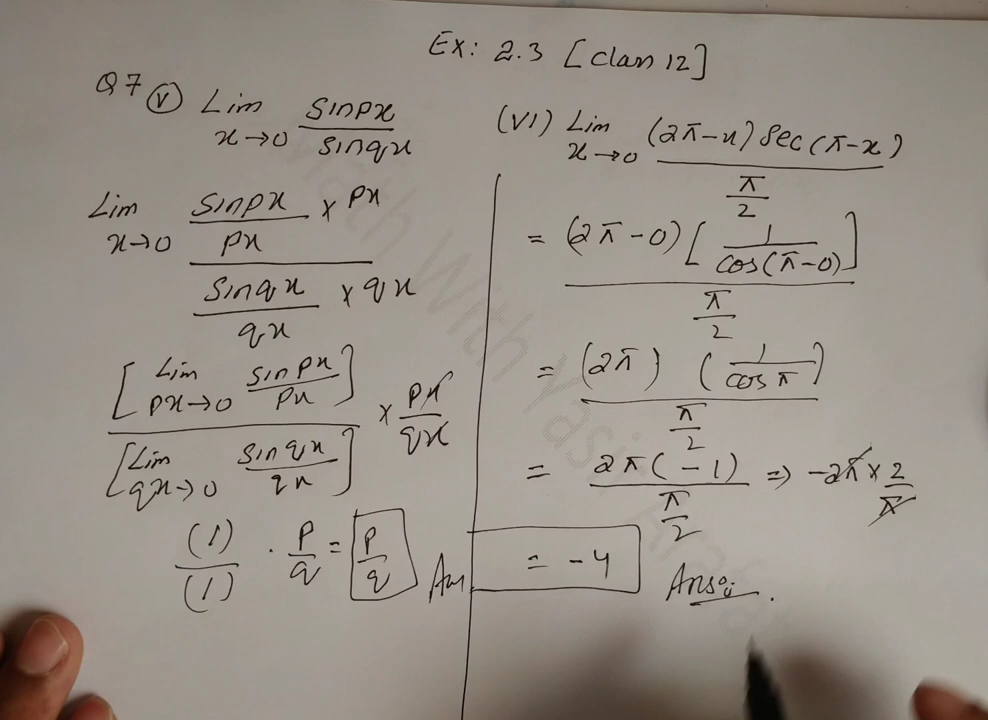 Ex: 2.3 [Class 12]
Q7 (v) Lim x→0 sinpx / sinqx
Lim x→0 (sinpx / px × px) / (sinqx / qx × qx)
[Lim px→0 sinpx / px] / [Lim qx→0 sinqx / qx] × px / qx
(1) / (1) . p / q = p / q Ans
(VI) Lim x→0 (2π-x) sec(π-x) / π/2
= (2π-0) [1 / cos(π-0)] / π/2
= (2π) (1 / cosπ) / π/2
= 2π(-1) / π/2 ⇒ -2π × 2 / π
= -4 Ans.